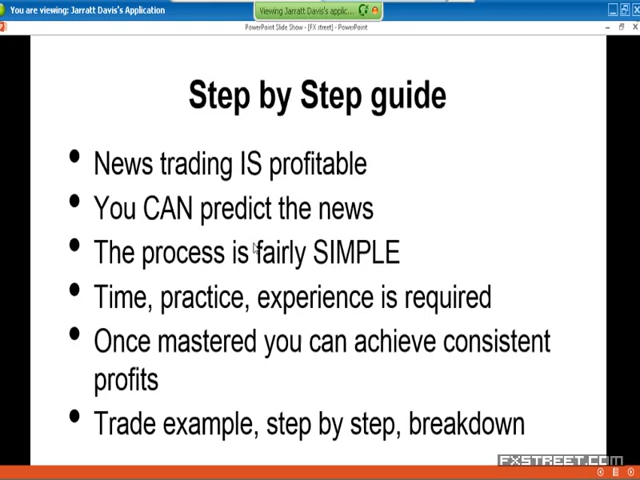 You are viewing: Jarratt Davis's Application
Viewing Jarratt Davis's applic...
PowerPoint Slide Show - [FX street] - PowerPoint
Step by Step guide
• News trading IS profitable
• You CAN predict the news
• The process is fairly SIMPLE
• Time, practice, experience is required
• Once mastered you can achieve consistent
profits
• Trade example, step by step, breakdown
FXSTREET.COM